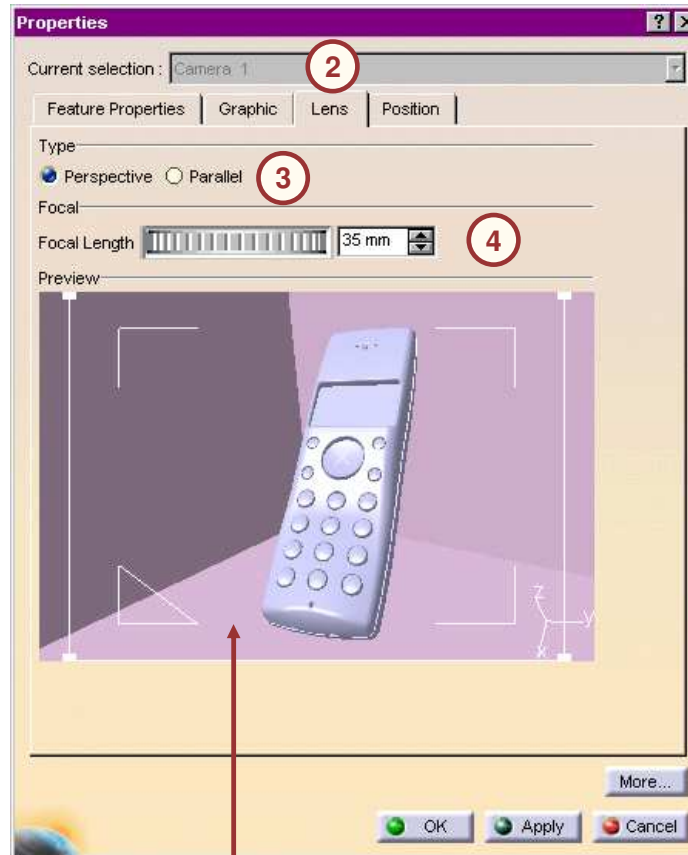 Properties
Current selection : Camera 1
2
Feature Properties Graphic Lens Position
Type
Perspective Parallel
3
Focal
Focal Length 35 mm
4
Preview
z
y
x
More...
OK Apply Cancel